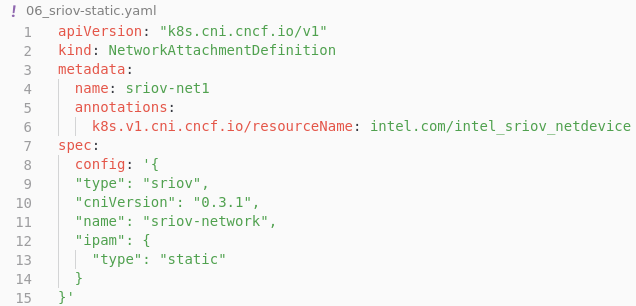 ! 06_sriov-static.yaml
1 apiVersion: "k8s.cni.cncf.io/v1"
2 kind: NetworkAttachmentDefinition
3 metadata:
4   name: sriov-net1
5   annotations:
6     k8s.v1.cni.cncf.io/resourceName: intel.com/intel_sriov_netdevice
7 spec:
8   config: '{
9   "type": "sriov",
10   "cniVersion": "0.3.1",
11   "name": "sriov-network",
12   "ipam": {
13     "type": "static"
14   }
15 }'